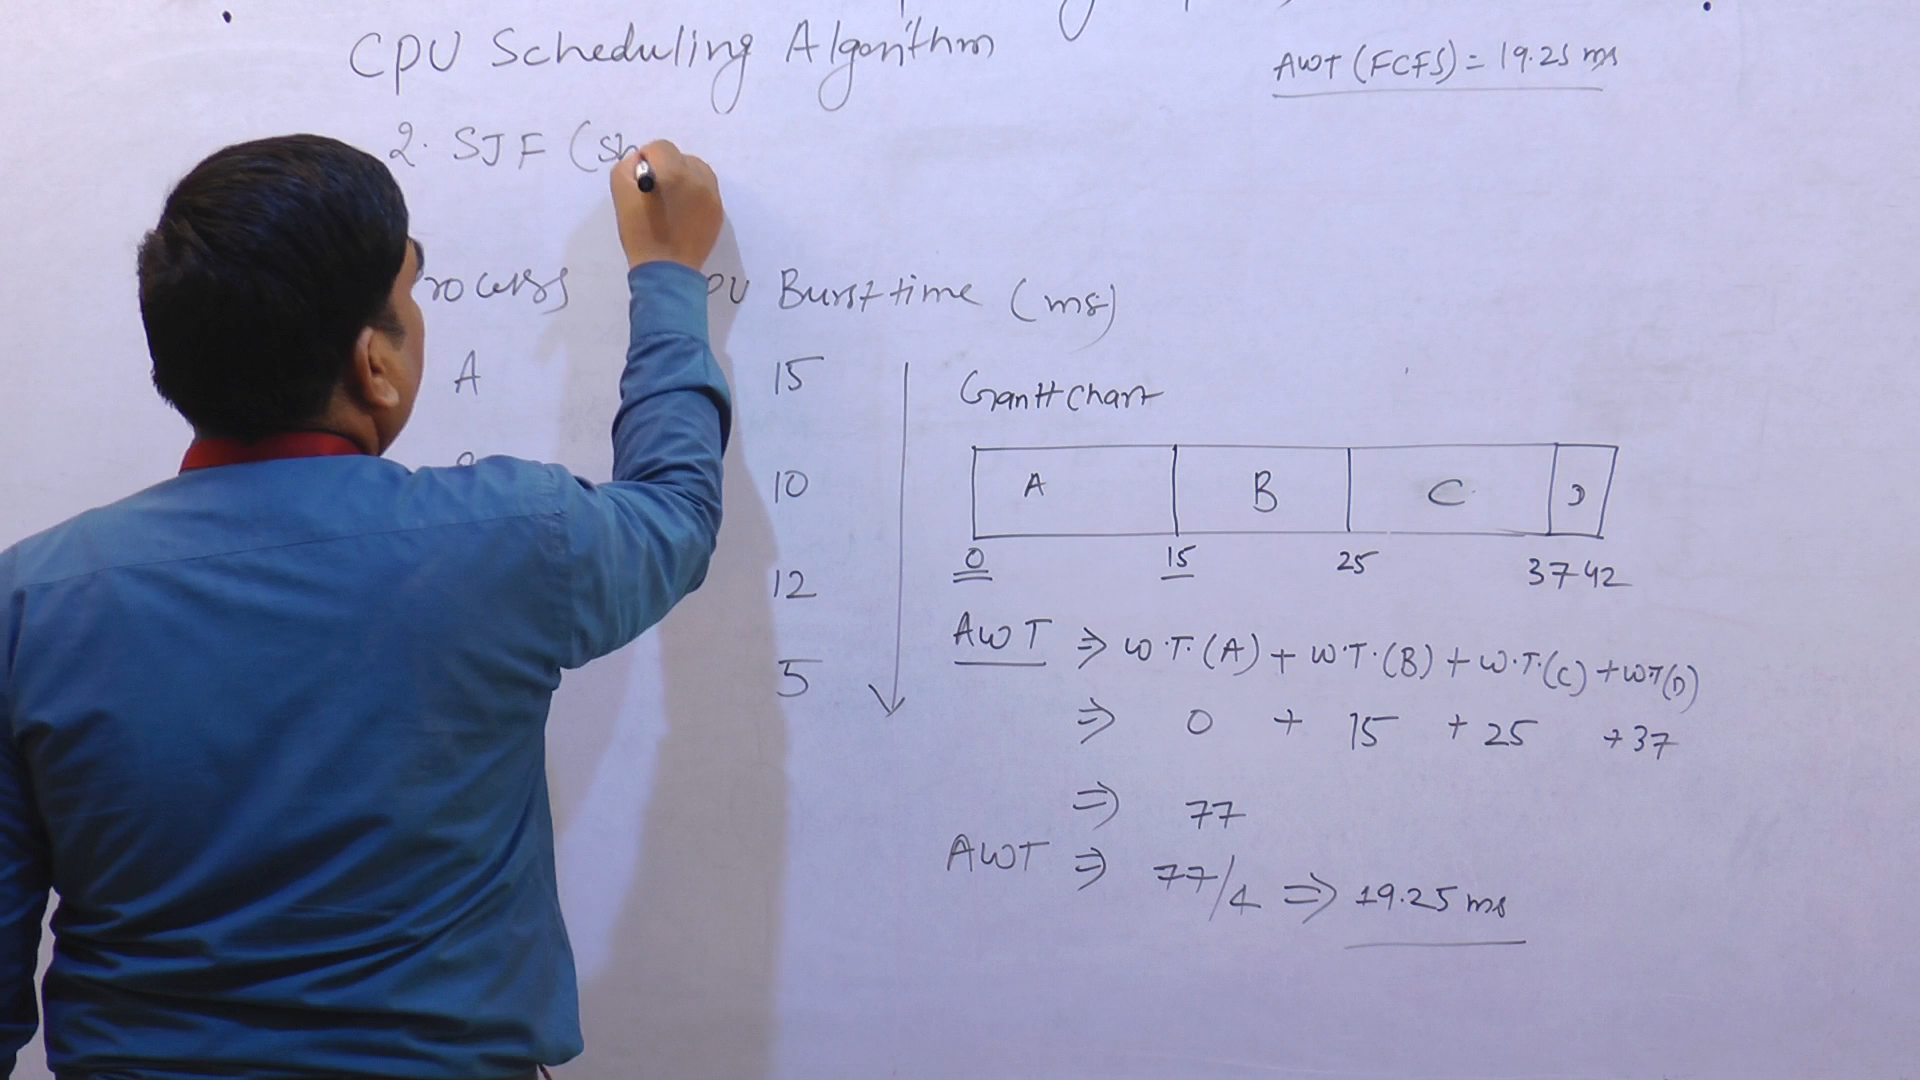 CPU Scheduling Algorithm
AWT (FCFS) = 19.25 ms
2. SJF (Sh
rocess PU Burst time (ms)
A 15
10
12
5
Gantt Chart
A B C D
0 15 25 37 42
AWT ⇒ W.T.(A) + W.T.(B) + W.T.(C) + WT(D)
⇒ 0 + 15 + 25 + 37
⇒ 77
AWT ⇒ 77/4 ⇒ 19.25 ms